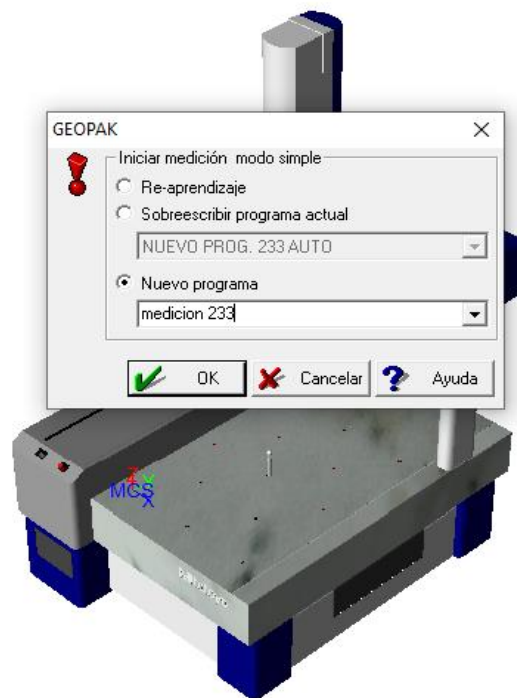 GEOPAK
Iniciar medición modo simple
Re-aprendizaje
Sobreescribir programa actual
NUEVO PROG. 233 AUTO
Nuevo programa
medicion 233
OK
Cancelar
Ayuda
Z
Y
MCS
X